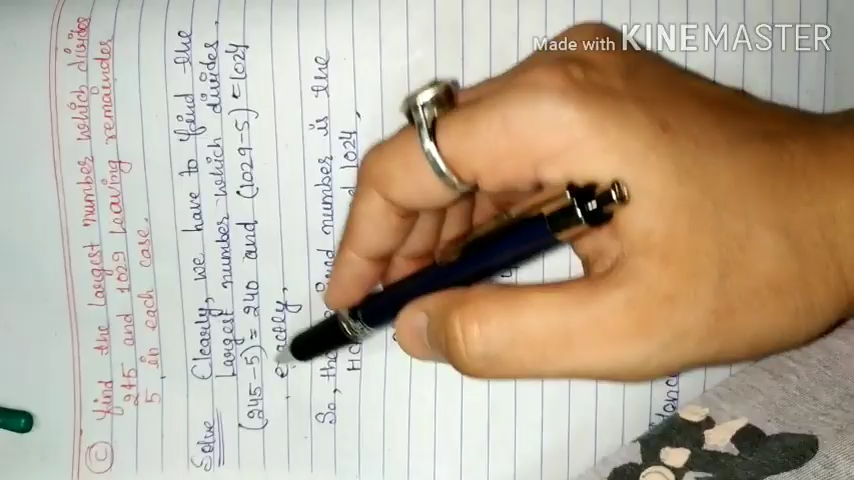 Made with KINEMASTER
C find the largest number which divides
245 and 1029 leaving remainder
5 in each case.
Solve Clearly, we have to find the
largest number which divides
(245-5) = 240 and (1029-5) = 1024
exactly,
So, the number is the
1024,